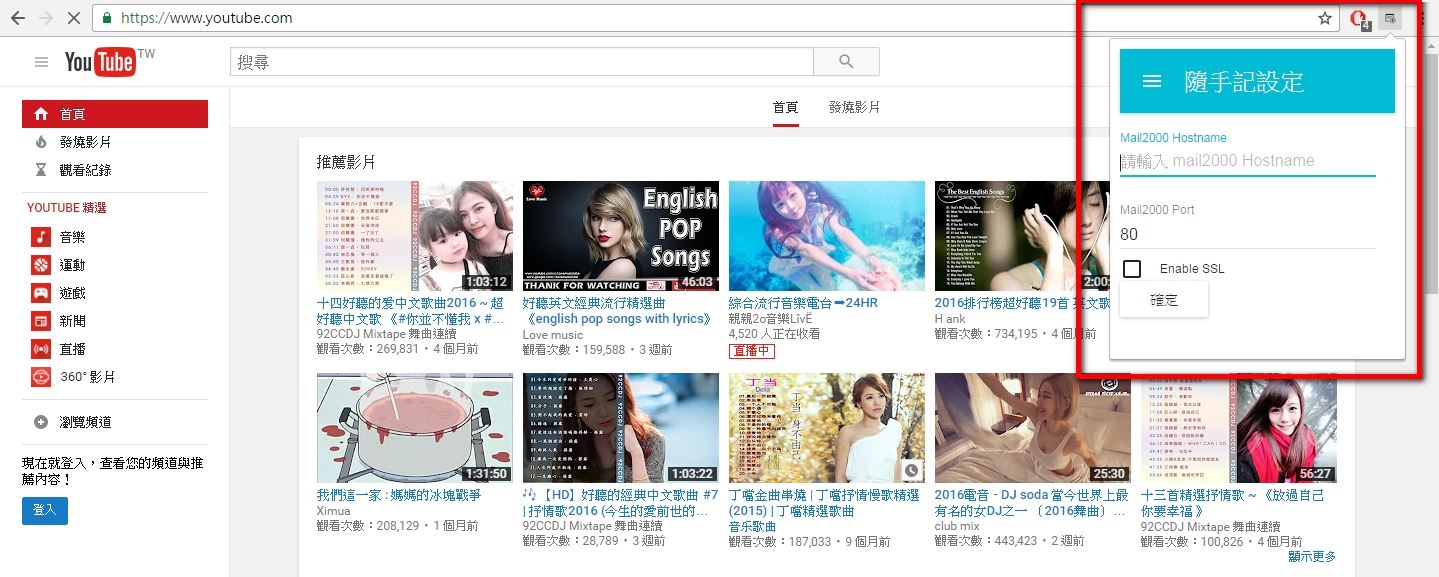 https://www.youtube.com
4
YouTube TW
搜尋
首頁
發燒影片
首頁
發燒影片
觀看紀錄
YOUTUBE 精選
音樂
運動
遊戲
新聞
直播
360° 影片
瀏覽頻道
現在就登入，查看您的頻道與推
薦內容！
登入
推薦影片
92CCDJ
1:03:12
十四好聽的愛中文歌曲2016 ~ 超
好聽中文歌 《#你並不懂我 x #...
92CCDJ Mixtape 舞曲連續
觀看次數：269,831・4 個月前
Love Music
English
POP
Songs
THANK FOR WATCHING
46:03
好聽英文經典流行精選曲
《english pop songs with lyrics》
Love music
觀看次數：159,588・3 週前
綜合流行音樂電台➡24HR
親親2o音樂LîvË
4,520 人正在收看
直播中
The Best English Songs
2:00:
2016排行榜超好聽19首 英文歌
H ank
觀看次數：734,195・4 個月前
1:31:50
我們這一家 : 媽媽的冰塊戰爭
Ximua
觀看次數：208,129・1 個月前
92CCDJ
1:03:22
🎶 【HD】好聽的經典中文歌曲 #7
| 抒情歌2016 (今生的愛前世的...
92CCDJ Mixtape 舞曲連續
觀看次數：28,789・3 週前
丁当
Della
丁当
身不由己
丁噹金曲串燒 | 丁噹抒情慢歌精選
(2015) | 丁噹精選歌曲
音乐歌曲
觀看次數：187,033・9 個月前
25:30
2016電音 - DJ soda 當今世界上最
有名的女DJ之一 〔2016舞曲〕...
club mix
觀看次數：443,423・2 週前
92CCDJ
56:27
十三首精選抒情歌 ~ 《放過自己
你要幸福 》
92CCDJ Mixtape 舞曲連續
觀看次數：100,826・4 個月前
顯示更多
隨手記設定
Mail2000 Hostname
請輸入 mail2000 Hostname
Mail2000 Port
80
Enable SSL
確定